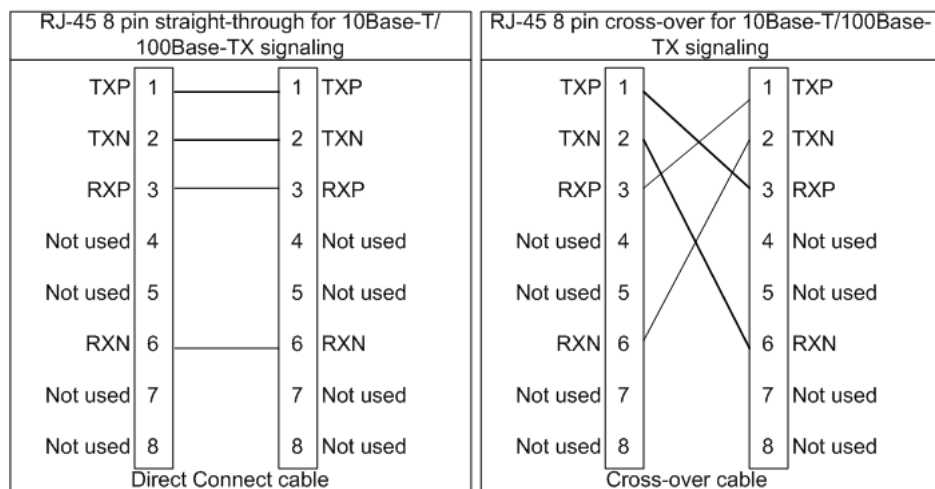 RJ-45 8 pin straight-through for 10Base-T/
100Base-TX signaling
TXP 1 1 TXP
TXN 2 2 TXN
RXP 3 3 RXP
Not used 4 4 Not used
Not used 5 5 Not used
RXN 6 6 RXN
Not used 7 7 Not used
Not used 8 8 Not used
Direct Connect cable
RJ-45 8 pin cross-over for 10Base-T/100Base-
TX signaling
TXP 1 1 TXP
TXN 2 2 TXN
RXP 3 3 RXP
Not used 4 4 Not used
Not used 5 5 Not used
RXN 6 6 RXN
Not used 7 7 Not used
Not used 8 8 Not used
Cross-over cable